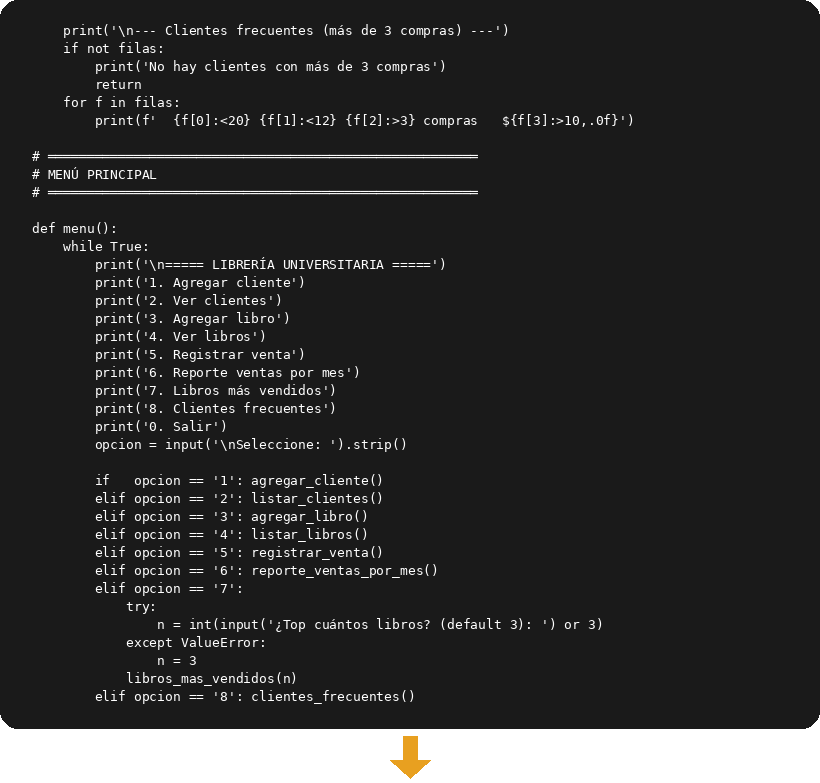 print('\n--- Clientes frecuentes (más de 3 compras) ---')
    if not filas:
        print('No hay clientes con más de 3 compras')
        return
    for f in filas:
        print(f'  {f[0]:<20} {f[1]:<12} {f[2]:>3} compras   ${f[3]:>10,.0f}')

# ═══════════════════════════════════════════════════════
# MENÚ PRINCIPAL
# ═══════════════════════════════════════════════════════

def menu():
    while True:
        print('\n===== LIBRERÍA UNIVERSITARIA =====')
        print('1. Agregar cliente')
        print('2. Ver clientes')
        print('3. Agregar libro')
        print('4. Ver libros')
        print('5. Registrar venta')
        print('6. Reporte ventas por mes')
        print('7. Libros más vendidos')
        print('8. Clientes frecuentes')
        print('0. Salir')
        opcion = input('\nSeleccione: ').strip()

        if   opcion == '1': agregar_cliente()
        elif opcion == '2': listar_clientes()
        elif opcion == '3': agregar_libro()
        elif opcion == '4': listar_libros()
        elif opcion == '5': registrar_venta()
        elif opcion == '6': reporte_ventas_por_mes()
        elif opcion == '7':
            try:
                n = int(input('¿Top cuántos libros? (default 3): ') or 3)
            except ValueError:
                n = 3
            libros_mas_vendidos(n)
        elif opcion == '8': clientes_frecuentes()